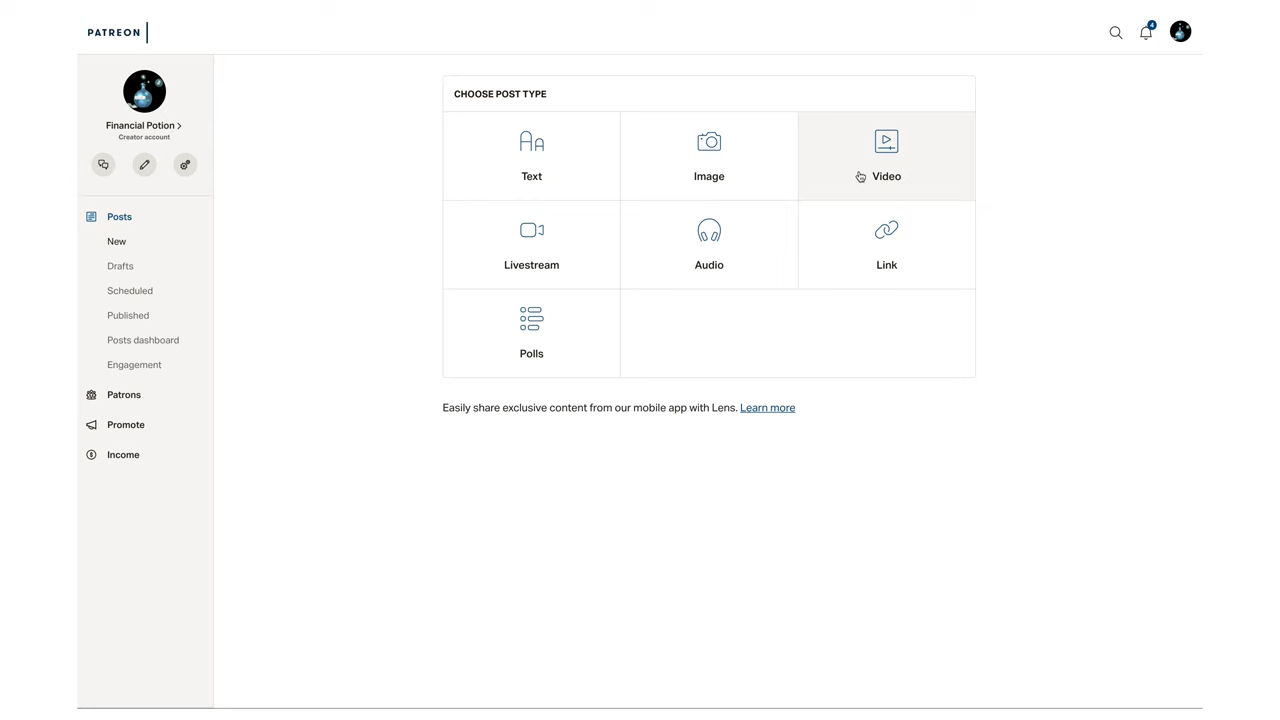 PATREON
4
Financial Potion
Creator account
Posts
New
Drafts
Scheduled
Published
Posts dashboard
Engagement
Patrons
Promote
Income
CHOOSE POST TYPE
Text
Image
Video
Livestream
Audio
Link
Polls
Easily share exclusive content from our mobile app with Lens. Learn more